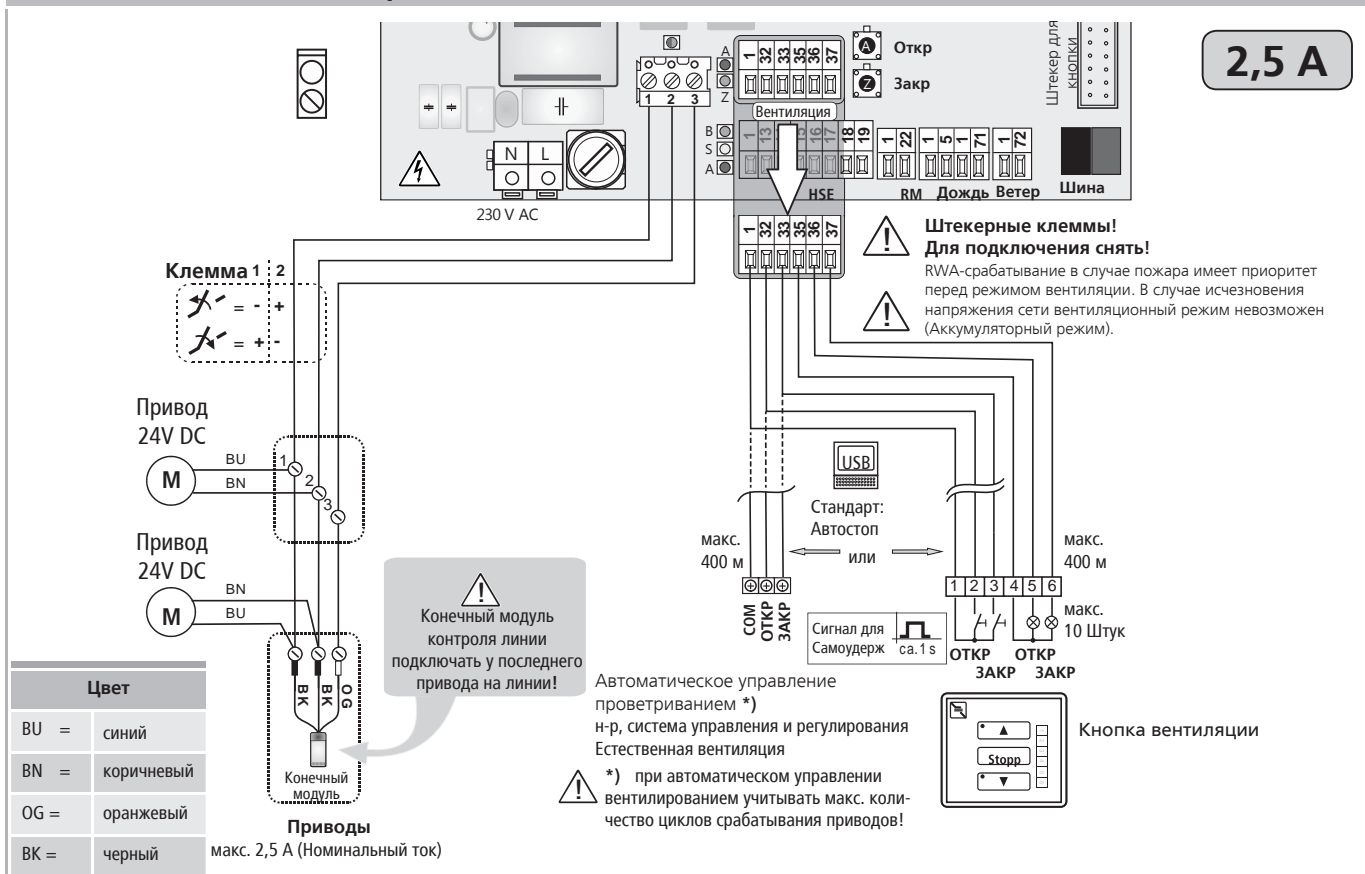 2,5 A
A
Z
1 2 3
1 32 33 35 36 37
A Откр
Z Закр
Штекер для
кнопки
Вентиляция
B
S
A
1 13 15 16 17 18 19
1 22
1 5 1 71
1 72
HSE
RM Дождь Ветер Шина
N L
230 V AC
1 32 33 35 36 37
Штекерные клеммы!
Для подключения снять!
RWA-срабатывание в случае пожара имеет приоритет
перед режимом вентиляции. В случае исчезновения
напряжения сети вентиляционный режим невозможен
(Аккумуляторный режим).
Клемма 1 2
= - +
= + -
Привод
24V DC
M
BU
BN
1
2
3
Привод
24V DC
M
BN
BU
BK
BK
OG
Конечный
модуль
Приводы
макс. 2,5 А (Номинальный ток)
Конечный модуль
контроля линии
подключать у последнего
привода на линии!
Цвет
BU = синий
BN = коричневый
OG = оранжевый
BK = черный
USB
Стандарт:
Автостоп
или
макс.
400 м
COM
ОТКР
ЗАКР
Сигнал для
Самоудерж
ca.1 s
макс.
400 м
1 2 3 4 5 6
макс.
10 Штук
ОТКР
ЗАКР
ОТКР
ЗАКР
Автоматическое управление
проветриванием *)
н-р, система управления и регулирования
Естественная вентиляция
*) при автоматическом управлении
вентилированием учитывать макс. коли-
чество циклов срабатывания приводов!
Stopp
Кнопка вентиляции